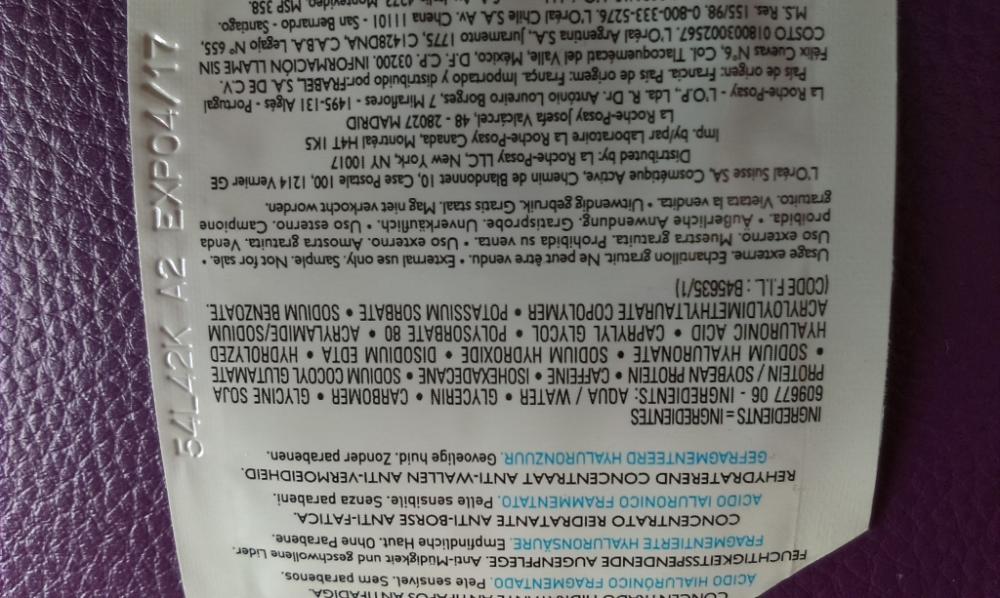 CONCENTRADO HIDRATANTE ANTIPAPOS ANTIFADIGA.
ÁCIDO HIALURÓNICO FRAGMENTADO. Pele sensível. Sem parabenos.
FEUCHTIGKEITSSPENDENDE AUGENPFLEGE. Anti-Müdigkeit und geschwollene Lider.
FRAGMENTIERTE HYALURONSÄURE. Empfindliche Haut. Ohne Parabene.
CONCENTRATO REIDRATANTE ANTI-BORSE ANTI-FATICA.
ACIDO IALURONICO FRAMMENTATO. Pelle sensibile. Senza parabeni.
REHYDRATEREND CONCENTRAAT ANTI-WALLEN ANTI-VERMOEIDHEID.
GEFRAGMENTEERD HYALURONZUUR. Gevoelige huid. Zonder parabenen.
INGREDIENTS = INGREDIENTES
609677 06 - INGREDIENTS: AQUA / WATER • GLYCERIN • CARBOMER • GLYCINE SOJA
PROTEIN / SOYBEAN PROTEIN • CAFFEINE • ISOHEXADECANE • SODIUM COCOYL GLUTAMATE
• SODIUM HYALURONATE • SODIUM HYDROXIDE • DISODIUM EDTA • HYDROLYZED
HYALURONIC ACID • CAPRYLYL GLYCOL • POLYSORBATE 80 • ACRYLAMIDE/SODIUM
ACRYLOYLDIMETHYLTAURATE COPOLYMER • POTASSIUM SORBATE • SODIUM BENZOATE.
(CODE F.I.L. : B45635/1)
Usage externe. Echantillon gratuit. Ne peut être vendu. * External use only. Sample. Not for sale. *
Uso externo. Muestra gratuita. Prohibida su venta. * Uso externo. Amostra gratuita. Venda
proibida. * Äußerliche Anwendung. Gratisprobe. Unverkäuflich. * Uso esterno. Campione
gratuito. Vietata la vendita. * Uitwendig gebruik. Gratis staal. Mag niet verkocht worden.
L'Oréal Suisse SA, Cosmétique Active, Chemin de Blandonnet 10, Case Postale 100, 1214 Vernier GE
Distributed by: La Roche-Posay LLC, New York, NY 10017
Imp. by/par Laboratoire La Roche-Posay Canada, Montréal H4T 1K5
La Roche-Posay Josefa Valcárcel, 48 - 28027 MADRID
La Roche-Posay - L'O.P., Lda. R. Dr. António Loureiro Borges, 7 Miraflores - 1495-131 Algés - Portugal
País de origen: Francia. País de origem: França. Importado y distribuido por:FRABEL, S.A. DE C.V.
Félix Cuevas N°6, Col. Tlacoquemécatl del Valle, México, D.F. C.P. 03200. INFORMACIÓN LLAME SIN
COSTO 018003002567. L'Oréal Argentina S.A., Juramento 1775, C1428DNA, C.A.B.A. Legajo N° 655,
M.S. Res. 155/98. 0-800-333-5276. L'Oréal Chile S.A. Av. Chena 11101 - San Bernardo - Santiago.
Montevideo, MSP 358.
54L42K A2 EXP04/17